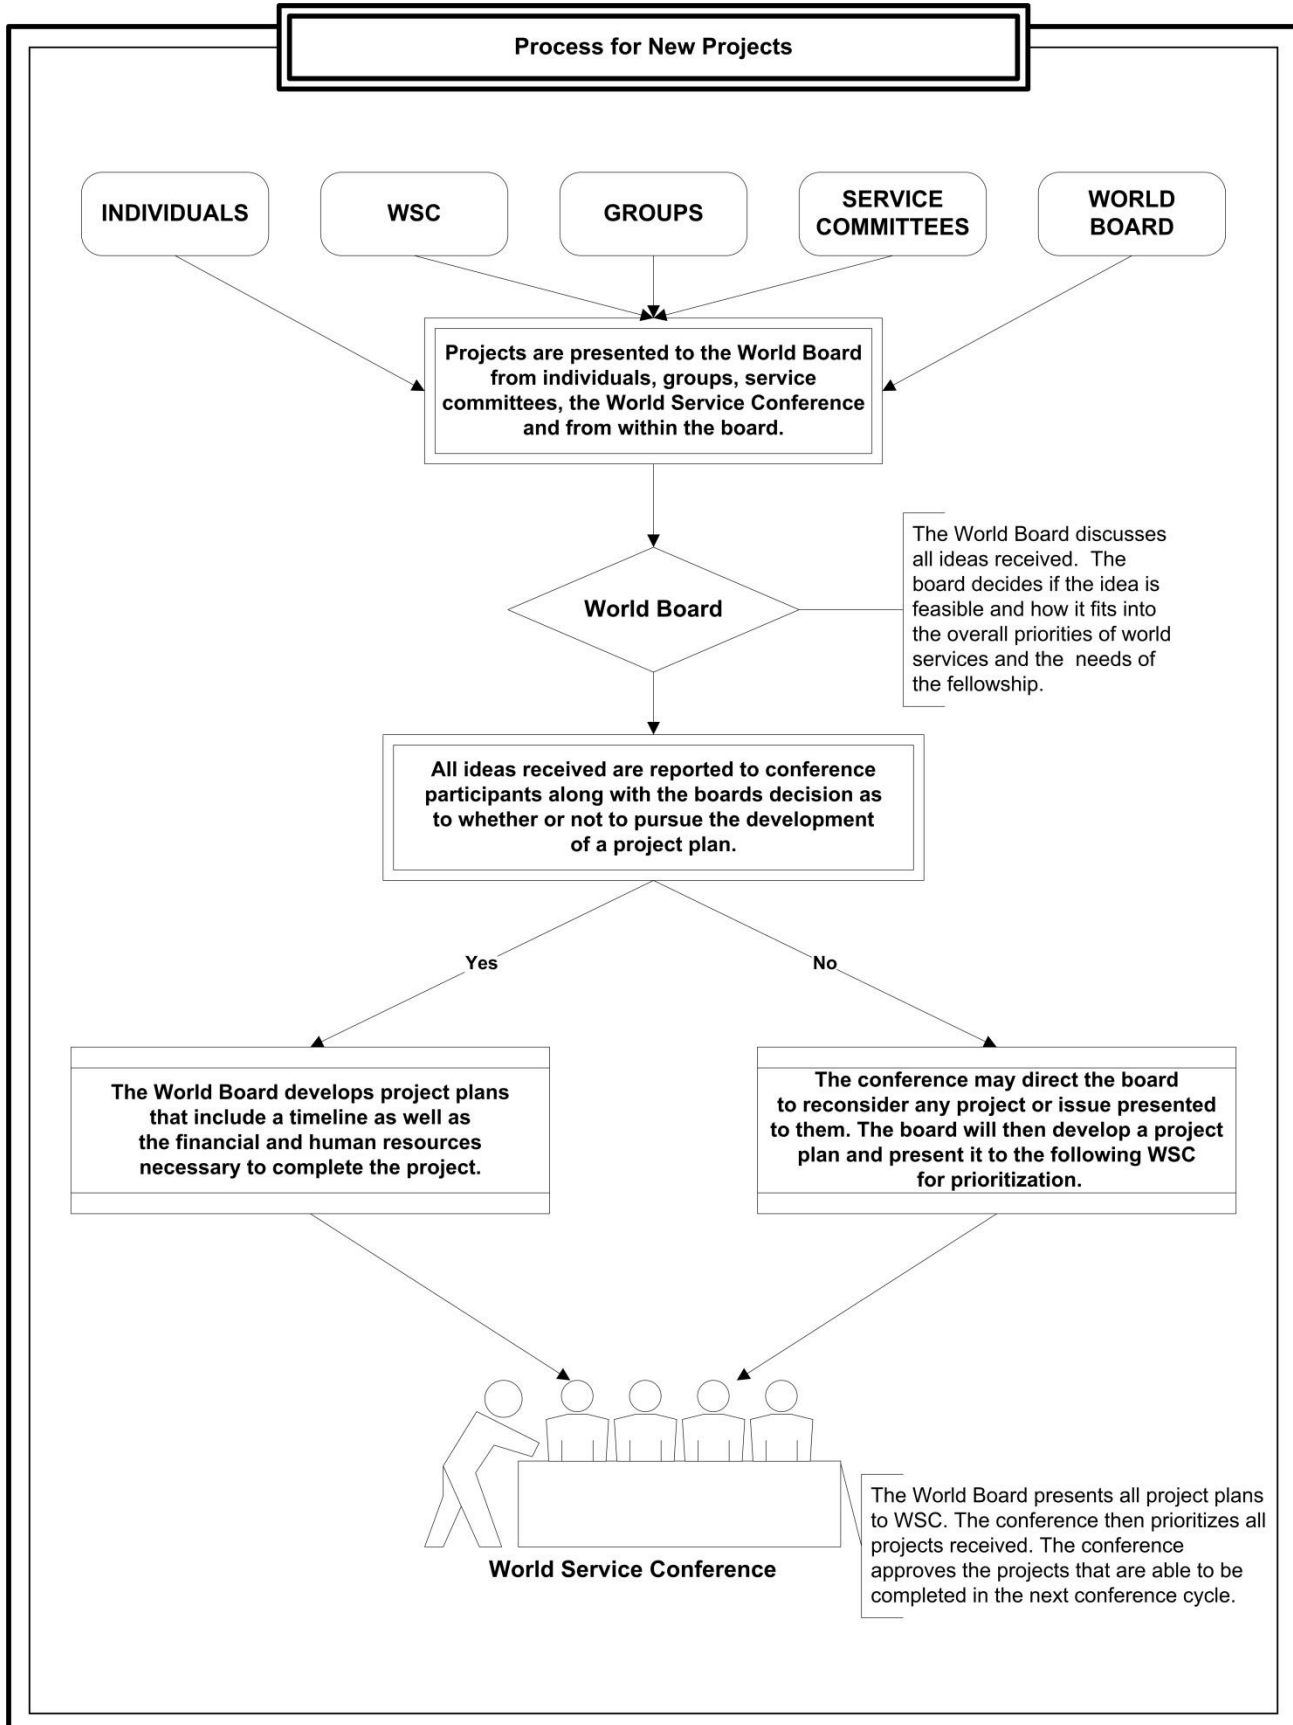 Process for New Projects
INDIVIDUALS
WSC
GROUPS
SERVICE
COMMITTEES
WORLD
BOARD
Projects are presented to the World Board
from individuals, groups, service
committees, the World Service Conference
and from within the board.
The World Board discusses
all ideas received.  The
board decides if the idea is
feasible and how it fits into
the overall priorities of world
services and the  needs of
the fellowship.
World Board
All ideas received are reported to conference
participants along with the boards decision as
to whether or not to pursue the development
of a project plan.
Yes
No
The World Board develops project plans
that include a timeline as well as
the financial and human resources
necessary to complete the project.
The conference may direct the board
to reconsider any project or issue presented
to them. The board will then develop a project
plan and present it to the following WSC
for prioritization.
World Service Conference
The World Board presents all project plans
to WSC. The conference then prioritizes all
projects received. The conference
approves the projects that are able to be
completed in the next conference cycle.